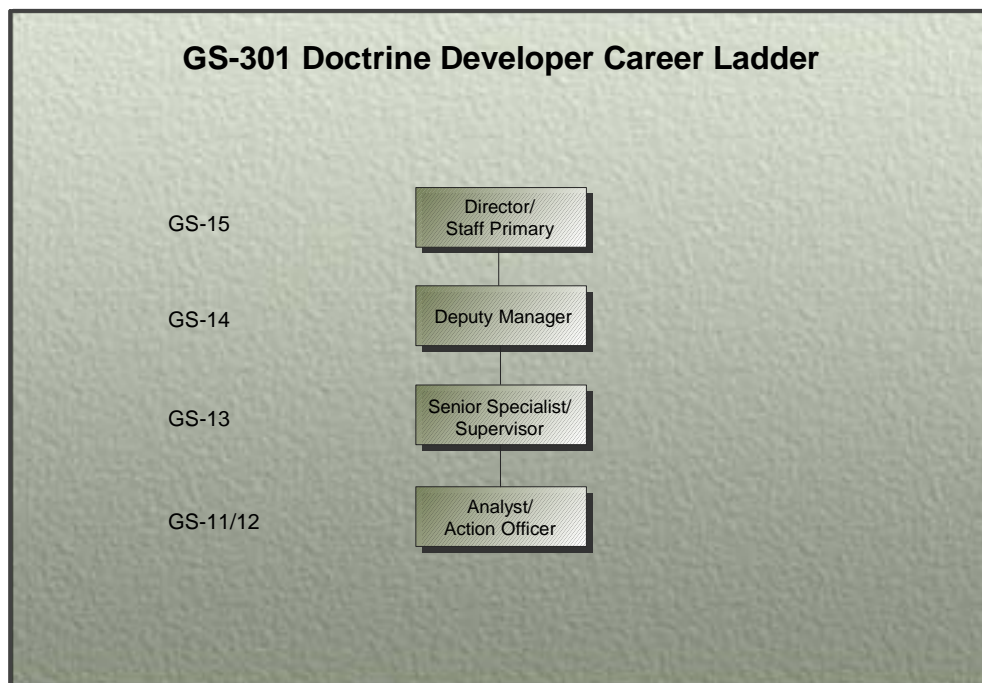 GS-301 Doctrine Developer Career Ladder
GS-15
Director/
Staff Primary
GS-14
Deputy Manager
GS-13
Senior Specialist/
Supervisor
GS-11/12
Analyst/
Action Officer